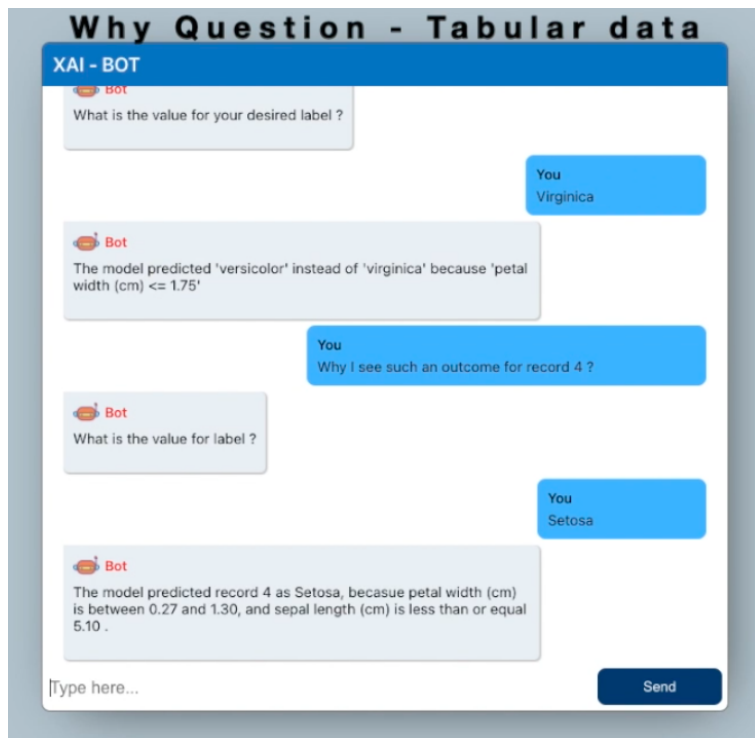 Why Question - Tabular data
XAI - BOT
Bot
What is the value for your desired label ?
You
Virginica
Bot
The model predicted 'versicolor' instead of 'virginica' because 'petal
width (cm) <= 1.75'
You
Why I see such an outcome for record 4 ?
Bot
What is the value for label ?
You
Setosa
Bot
The model predicted record 4 as Setosa, becasue petal width (cm)
is between 0.27 and 1.30, and sepal length (cm) is less than or equal
5.10 .
Type here...
Send